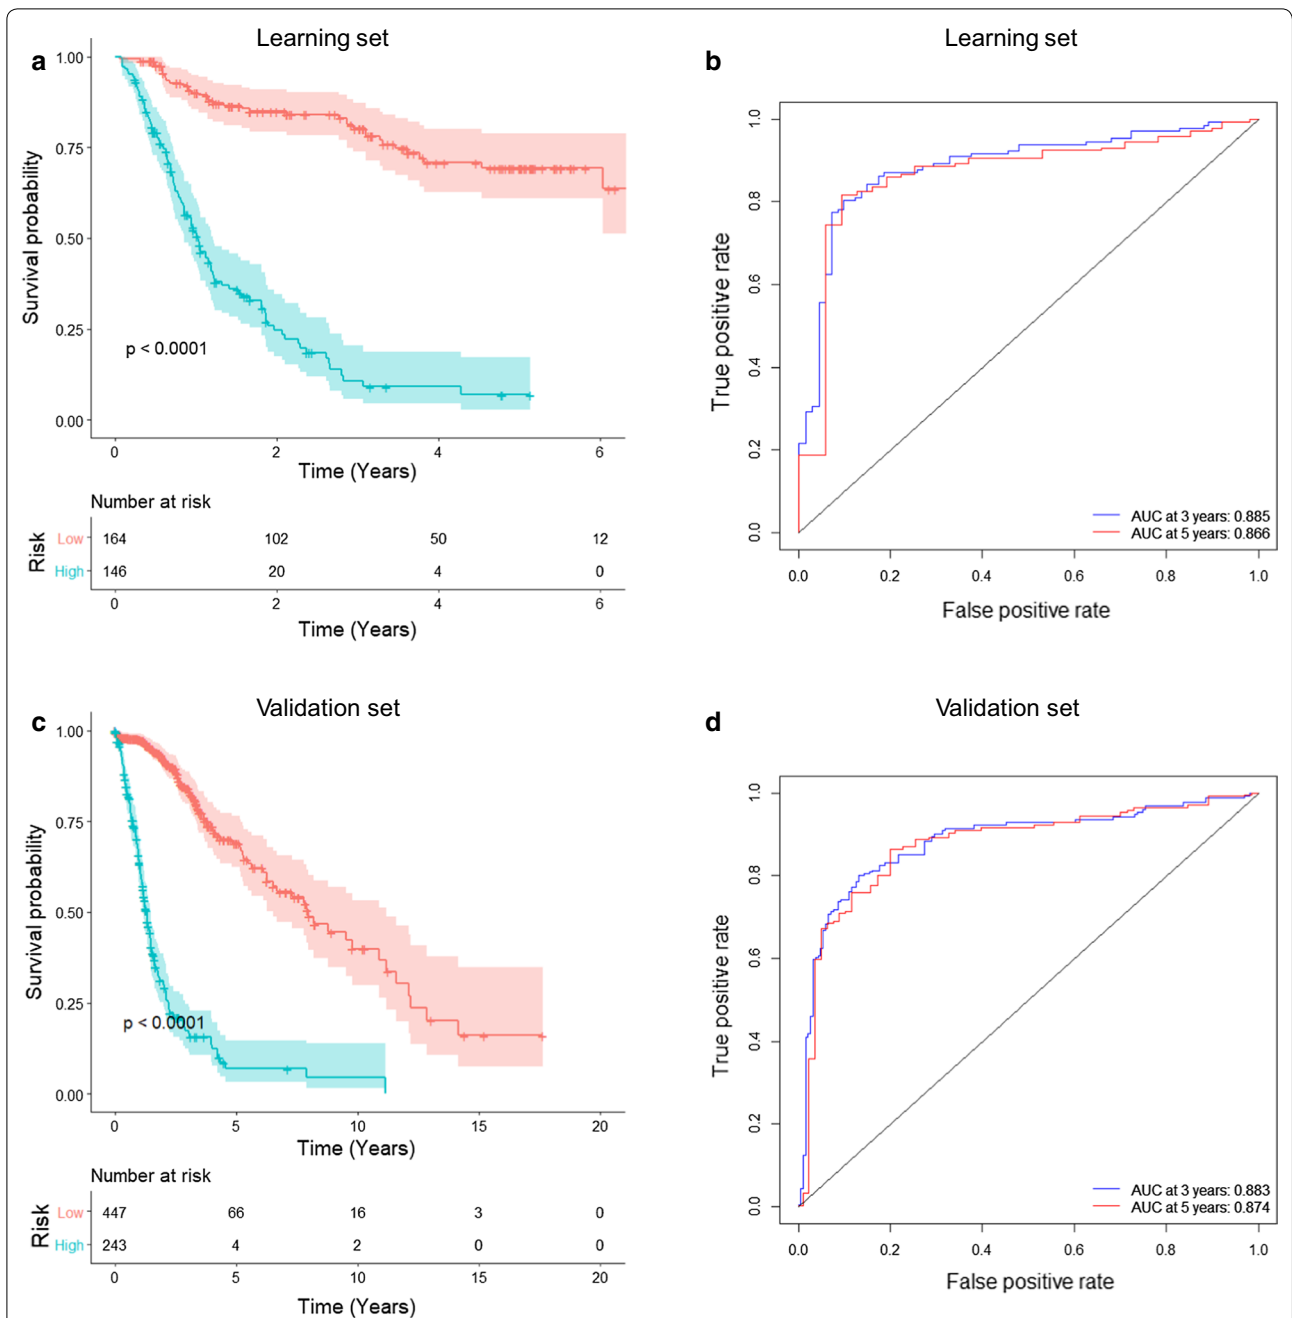 Learning set
a
1.00
0.75
0.50
0.25
0.00
Survival probability
p < 0.0001
0 2 4 6
Time (Years)
Number at risk
Risk
Low 164 102 50 12
High 146 20 4 0
0 2 4 6
Time (Years)
Learning set
b
1.0
0.8
0.6
0.4
0.2
0.0
True positive rate
AUC at 3 years: 0.885
AUC at 5 years: 0.866
0.0 0.2 0.4 0.6 0.8 1.0
False positive rate
Validation set
c
1.00
0.75
0.50
0.25
0.00
Survival probability
p < 0.0001
0 5 10 15 20
Time (Years)
Number at risk
Risk
Low 447 66 16 3 0
High 243 4 2 0 0
0 5 10 15 20
Time (Years)
Validation set
d
1.0
0.8
0.6
0.4
0.2
0.0
True positive rate
AUC at 3 years: 0.883
AUC at 5 years: 0.874
0.0 0.2 0.4 0.6 0.8 1.0
False positive rate